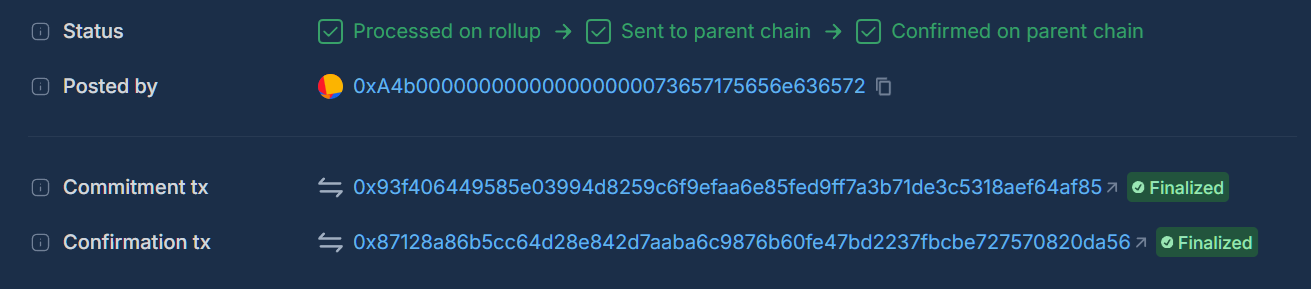 Status Processed on rollup → Sent to parent chain → Confirmed on parent chain
Posted by 0xA4b000000000000000000073657175656e636572
Commitment tx 0x93f406449585e03994d8259c6f9efaa6e85fed9ff7a3b71de3c5318aef64af85 Finalized
Confirmation tx 0x87128a86b5cc64d28e842d7aaba6c9876b60fe47bd2237fbcbe727570820da56 Finalized